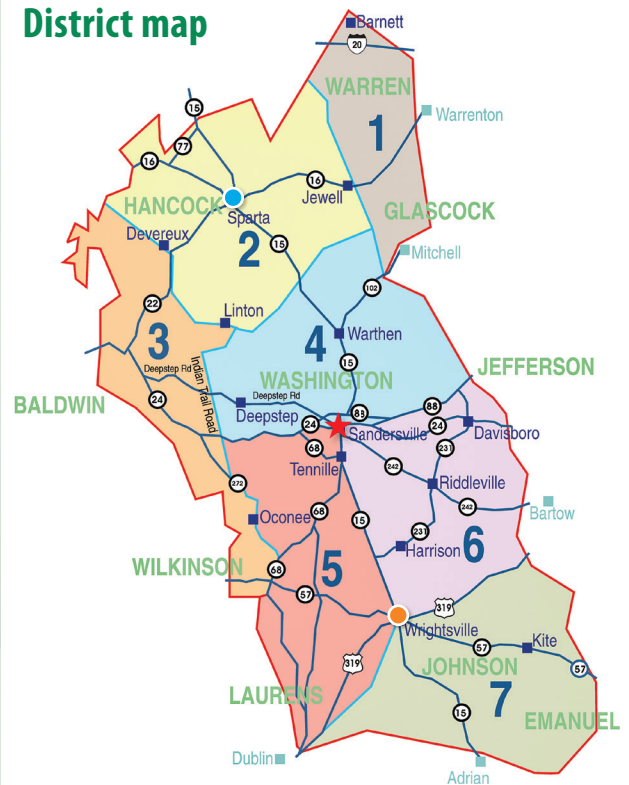 District map
Barnett
20
WARREN
15
1
Warrenton
77
16
16
Jewell
HANCOCK
Sparta
GLASCOCK
Devereux
2
15
Mitchell
102
22
Linton
3
4
Warthen
15
Deepstep Rd
Indian Trail Road
WASHINGTON
JEFFERSON
24
Deepstep Rd
BALDWIN
Deepstep
24
88
88
24
Sandersville
Davisboro
68
231
Tennille
242
272
Riddleville
242
Bartow
68
15
Oconee
231
Harrison
6
WILKINSON
68
5
57
319
Wrightsville
57
Kite
319
JOHNSON
57
LAURENS
7
15
EMANUEL
Dublin
Adrian